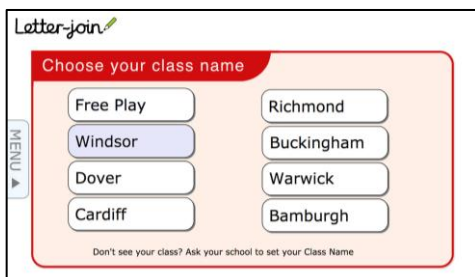 Letter-join
Choose your class name
Free Play
Windsor
Dover
Cardiff
Richmond
Buckingham
Warwick
Bamburgh
MENU
Don't see your class? Ask your school to set your Class Name